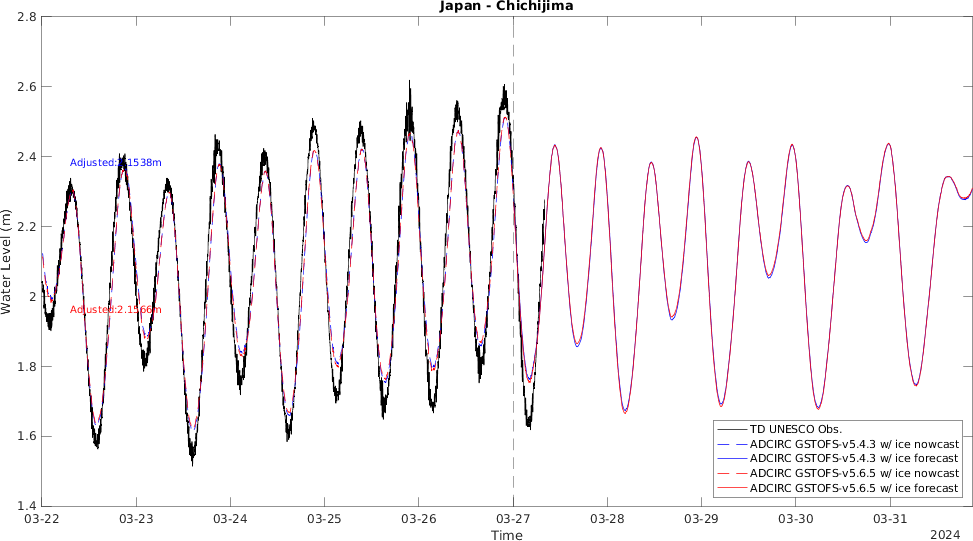 Japan - Chichijima
2.8
2.6
2.4
2.2
2
1.8
1.6
1.4
Water Level (m)
Adjusted:2.1538m
Adjusted:2.1566m
TD UNESCO Obs.
ADCIRC GSTOFS-v5.4.3 w/ ice nowcast
ADCIRC GSTOFS-v5.4.3 w/ ice forecast
ADCIRC GSTOFS-v5.6.5 w/ ice nowcast
ADCIRC GSTOFS-v5.6.5 w/ ice forecast
03-22 03-23 03-24 03-25 03-26 03-27 03-28 03-29 03-30 03-31
Time
2024